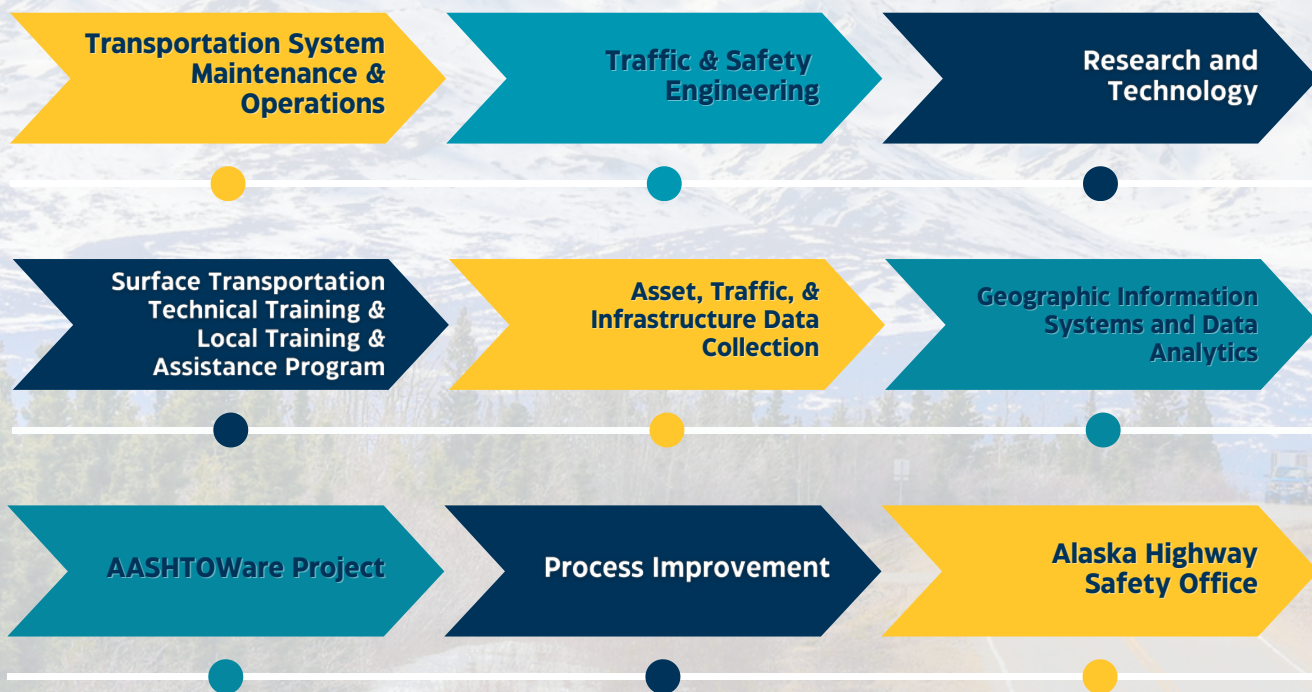 Transportation System
Maintenance &
Operations
Traffic & Safety
Engineering
Research and
Technology
Surface Transportation
Technical Training &
Local Training &
Assistance Program
Asset, Traffic, &
Infrastructure Data
Collection
Geographic Information
Systems and Data
Analytics
AASHTOWare Project
Process Improvement
Alaska Highway
Safety Office